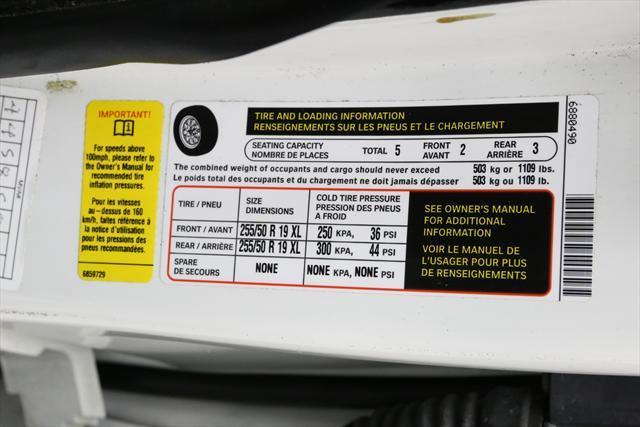 IMPORTANT!
For speeds above
100mph, please refer to
the Owner's Manual for
recommended tire
inflation pressures.
Pour les vitesses
au – dessus de 160
km/h, se reporter à
la notice d'utilisation
pour les pressions des
pneus recommandées.
6859729
TIRE AND LOADING INFORMATION
RENSEIGNEMENTS SUR LES PNEUS ET LE CHARGEMENT
SEATING CAPACITY
NOMBRE DE PLACES
TOTAL 5
FRONT
AVANT 2
REAR
ARRIÈRE 3
The combined weight of occupants and cargo should never exceed 503 kg or 1109 lbs.
Le poids total des occupants et du chargement ne doit jamais dépasser 503 kg ou 1109 lb.
TIRE / PNEU
SIZE
DIMENSIONS
COLD TIRE PRESSURE
PRESSION DES PNEUS
A FROID
FRONT / AVANT 255/50 R 19 XL 250 KPA, 36 PSI
REAR / ARRIÈRE 255/50 R 19 XL 300 KPA, 44 PSI
SPARE
DE SECOURS
NONE NONE KPA, NONE PSI
SEE OWNER'S MANUAL
FOR ADDITIONAL
INFORMATION
VOIR LE MANUEL DE
L'USAGER POUR PLUS
DE RENSEIGNEMENTS
68806490